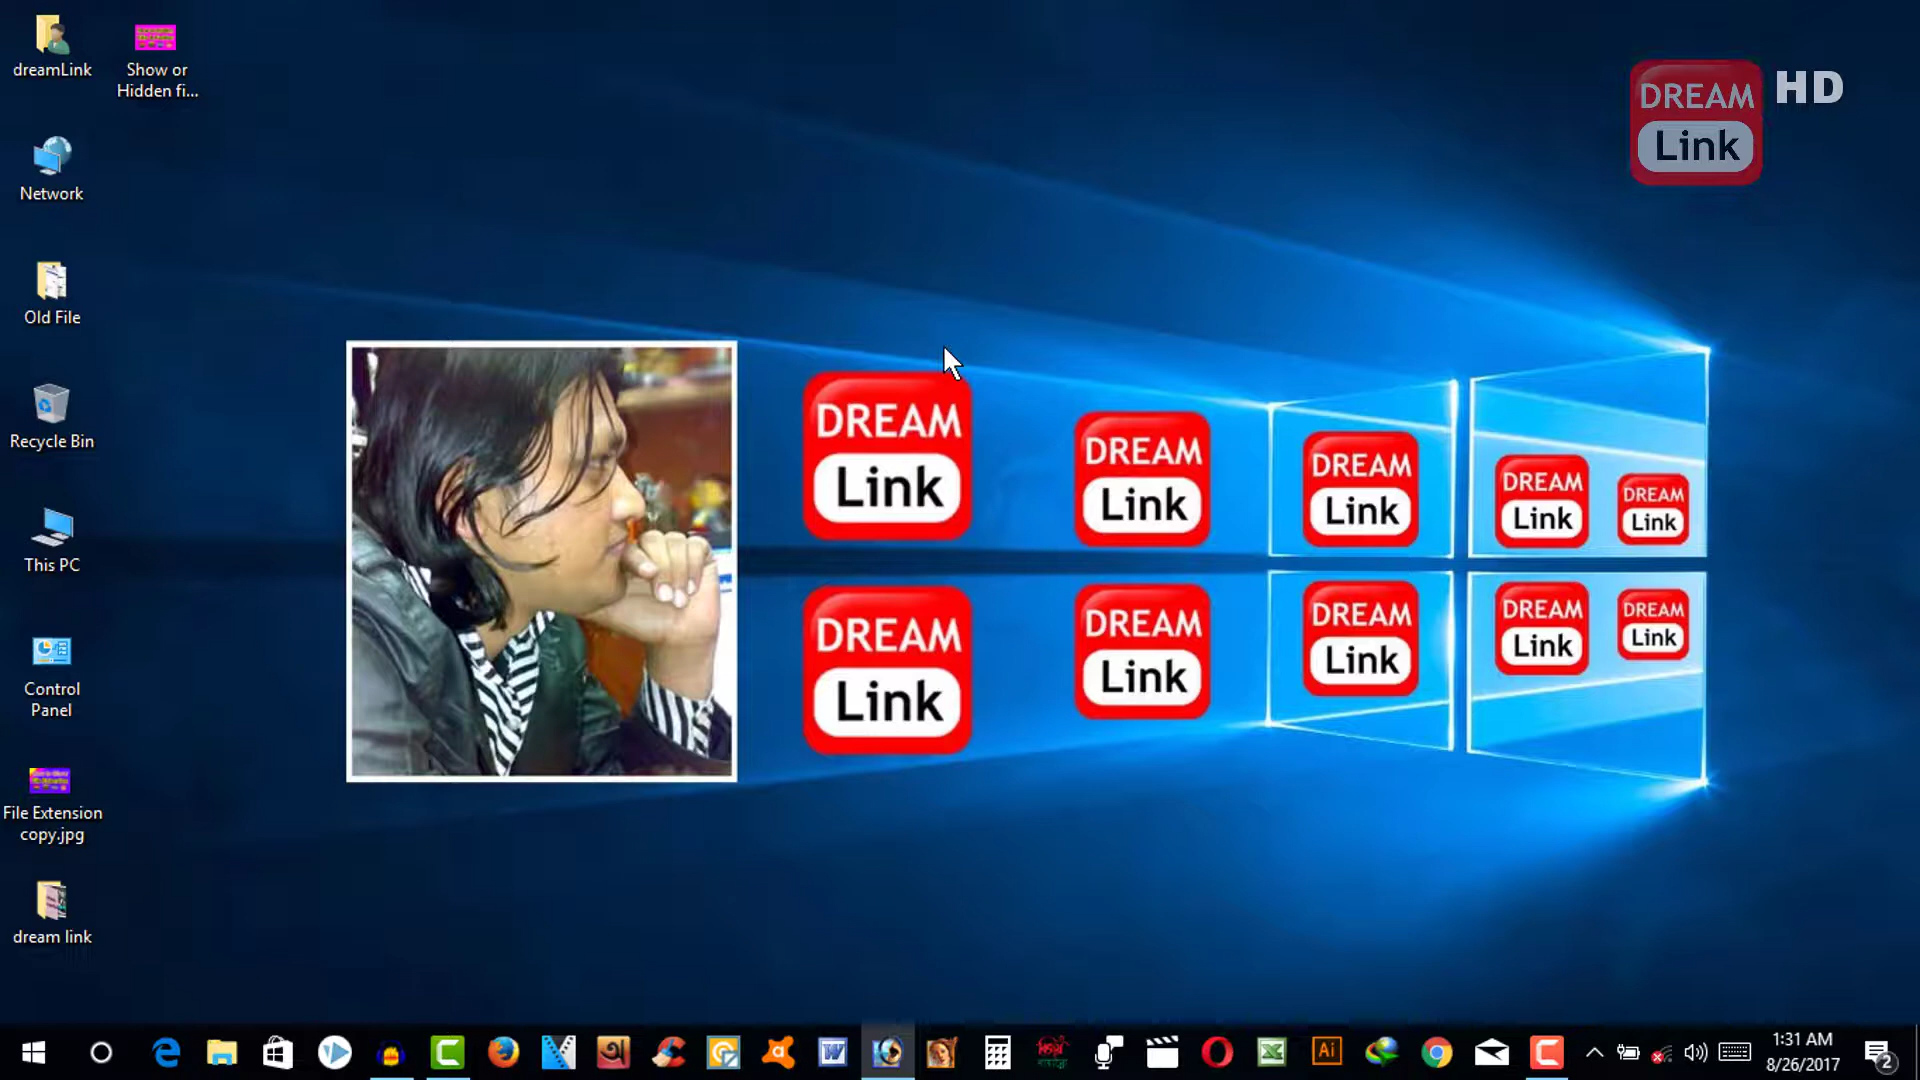 dreamLink
Show or
Hidden fi...
Network
Old File
Recycle Bin
This PC
Control
Panel
File Extension
copy.jpg
dream link
DREAM
Link
HD
DREAM
Link
DREAM
Link
DREAM
Link
DREAM
Link
DREAM
Link
DREAM
Link
DREAM
Link
DREAM
Link
DREAM
Link
DREAM
Link
অ
W
Ai
1:31 AM
8/26/2017
2